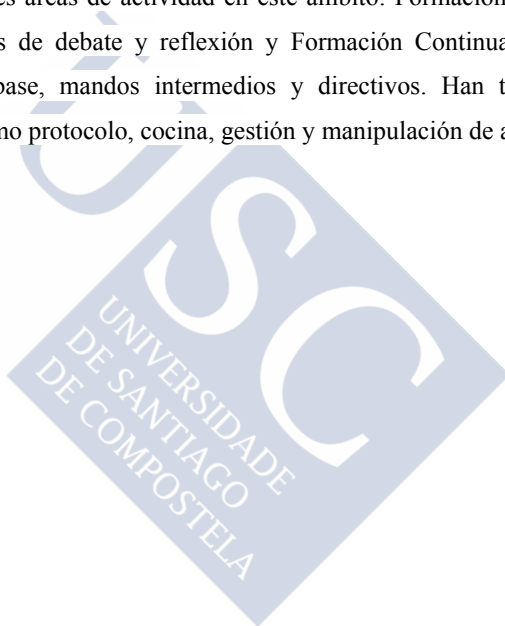 es áreas de actividad en este ámbito: Formación
s de debate y reflexión y Formación Continua
base, mandos intermedios y directivos. Han t
no protocolo, cocina, gestión y manipulación de a
USC
UNIVERSIDADE
DE SANTIAGO
DE COMPOSTELA